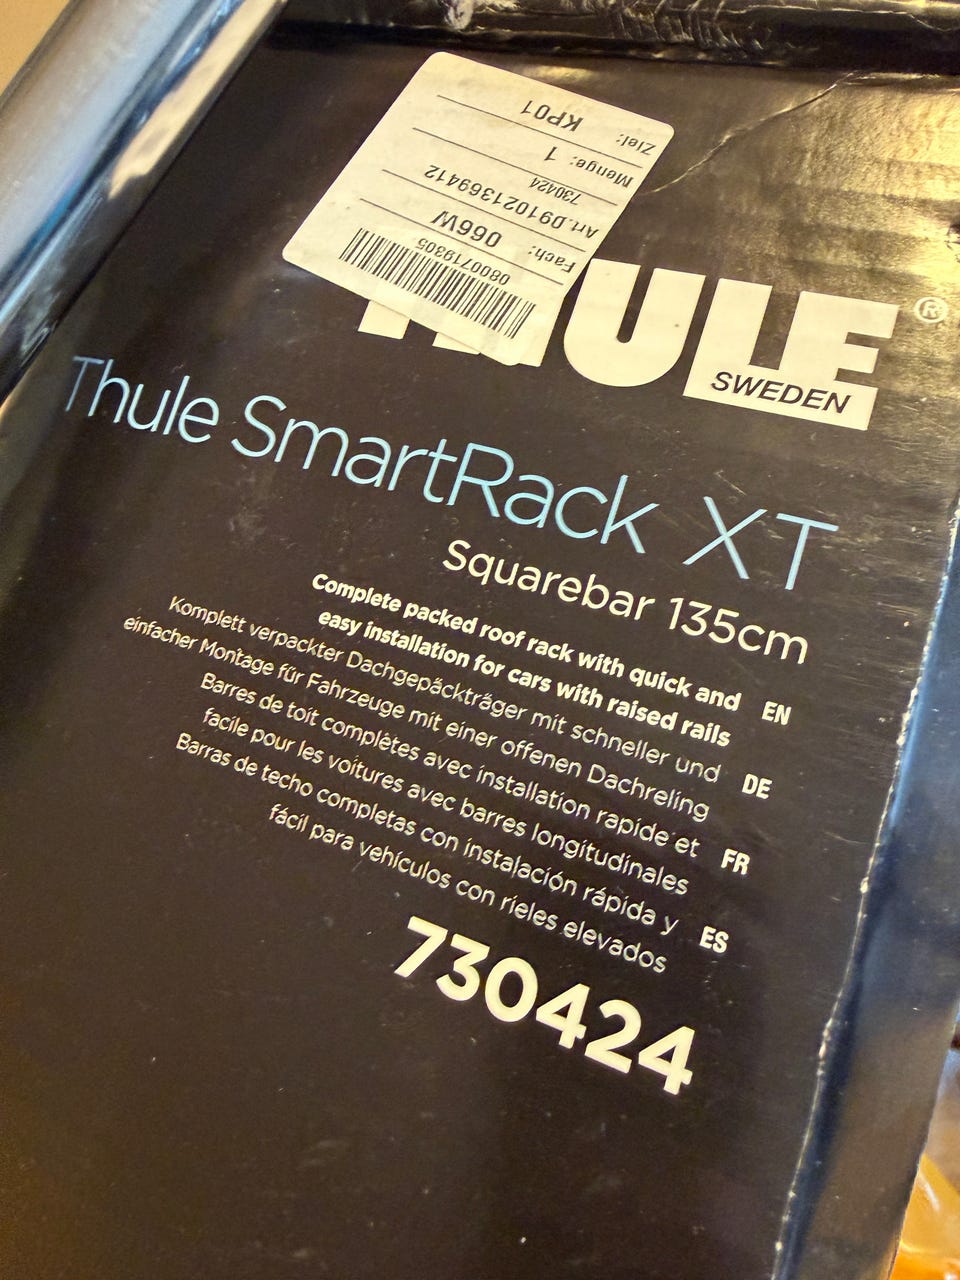 Ziel: KP01
Menge: 1
730424
Art. D91021369412
Fach: 066W
0800719305
THULE®
SWEDEN
Thule SmartRack XT
Squarebar 135cm
Complete packed roof rack with quick and
easy installation for cars with raised rails EN
Komplett verpackter Dachgepäckträger mit schneller und
einfacher Montage für Fahrzeuge mit einer offenen Dachreling DE
Barres de toit complètes avec installation rapide et
facile pour les voitures avec barres longitudinales FR
Barras de techo completas con instalación rápida y
fácil para vehículos con rieles elevados ES
730424